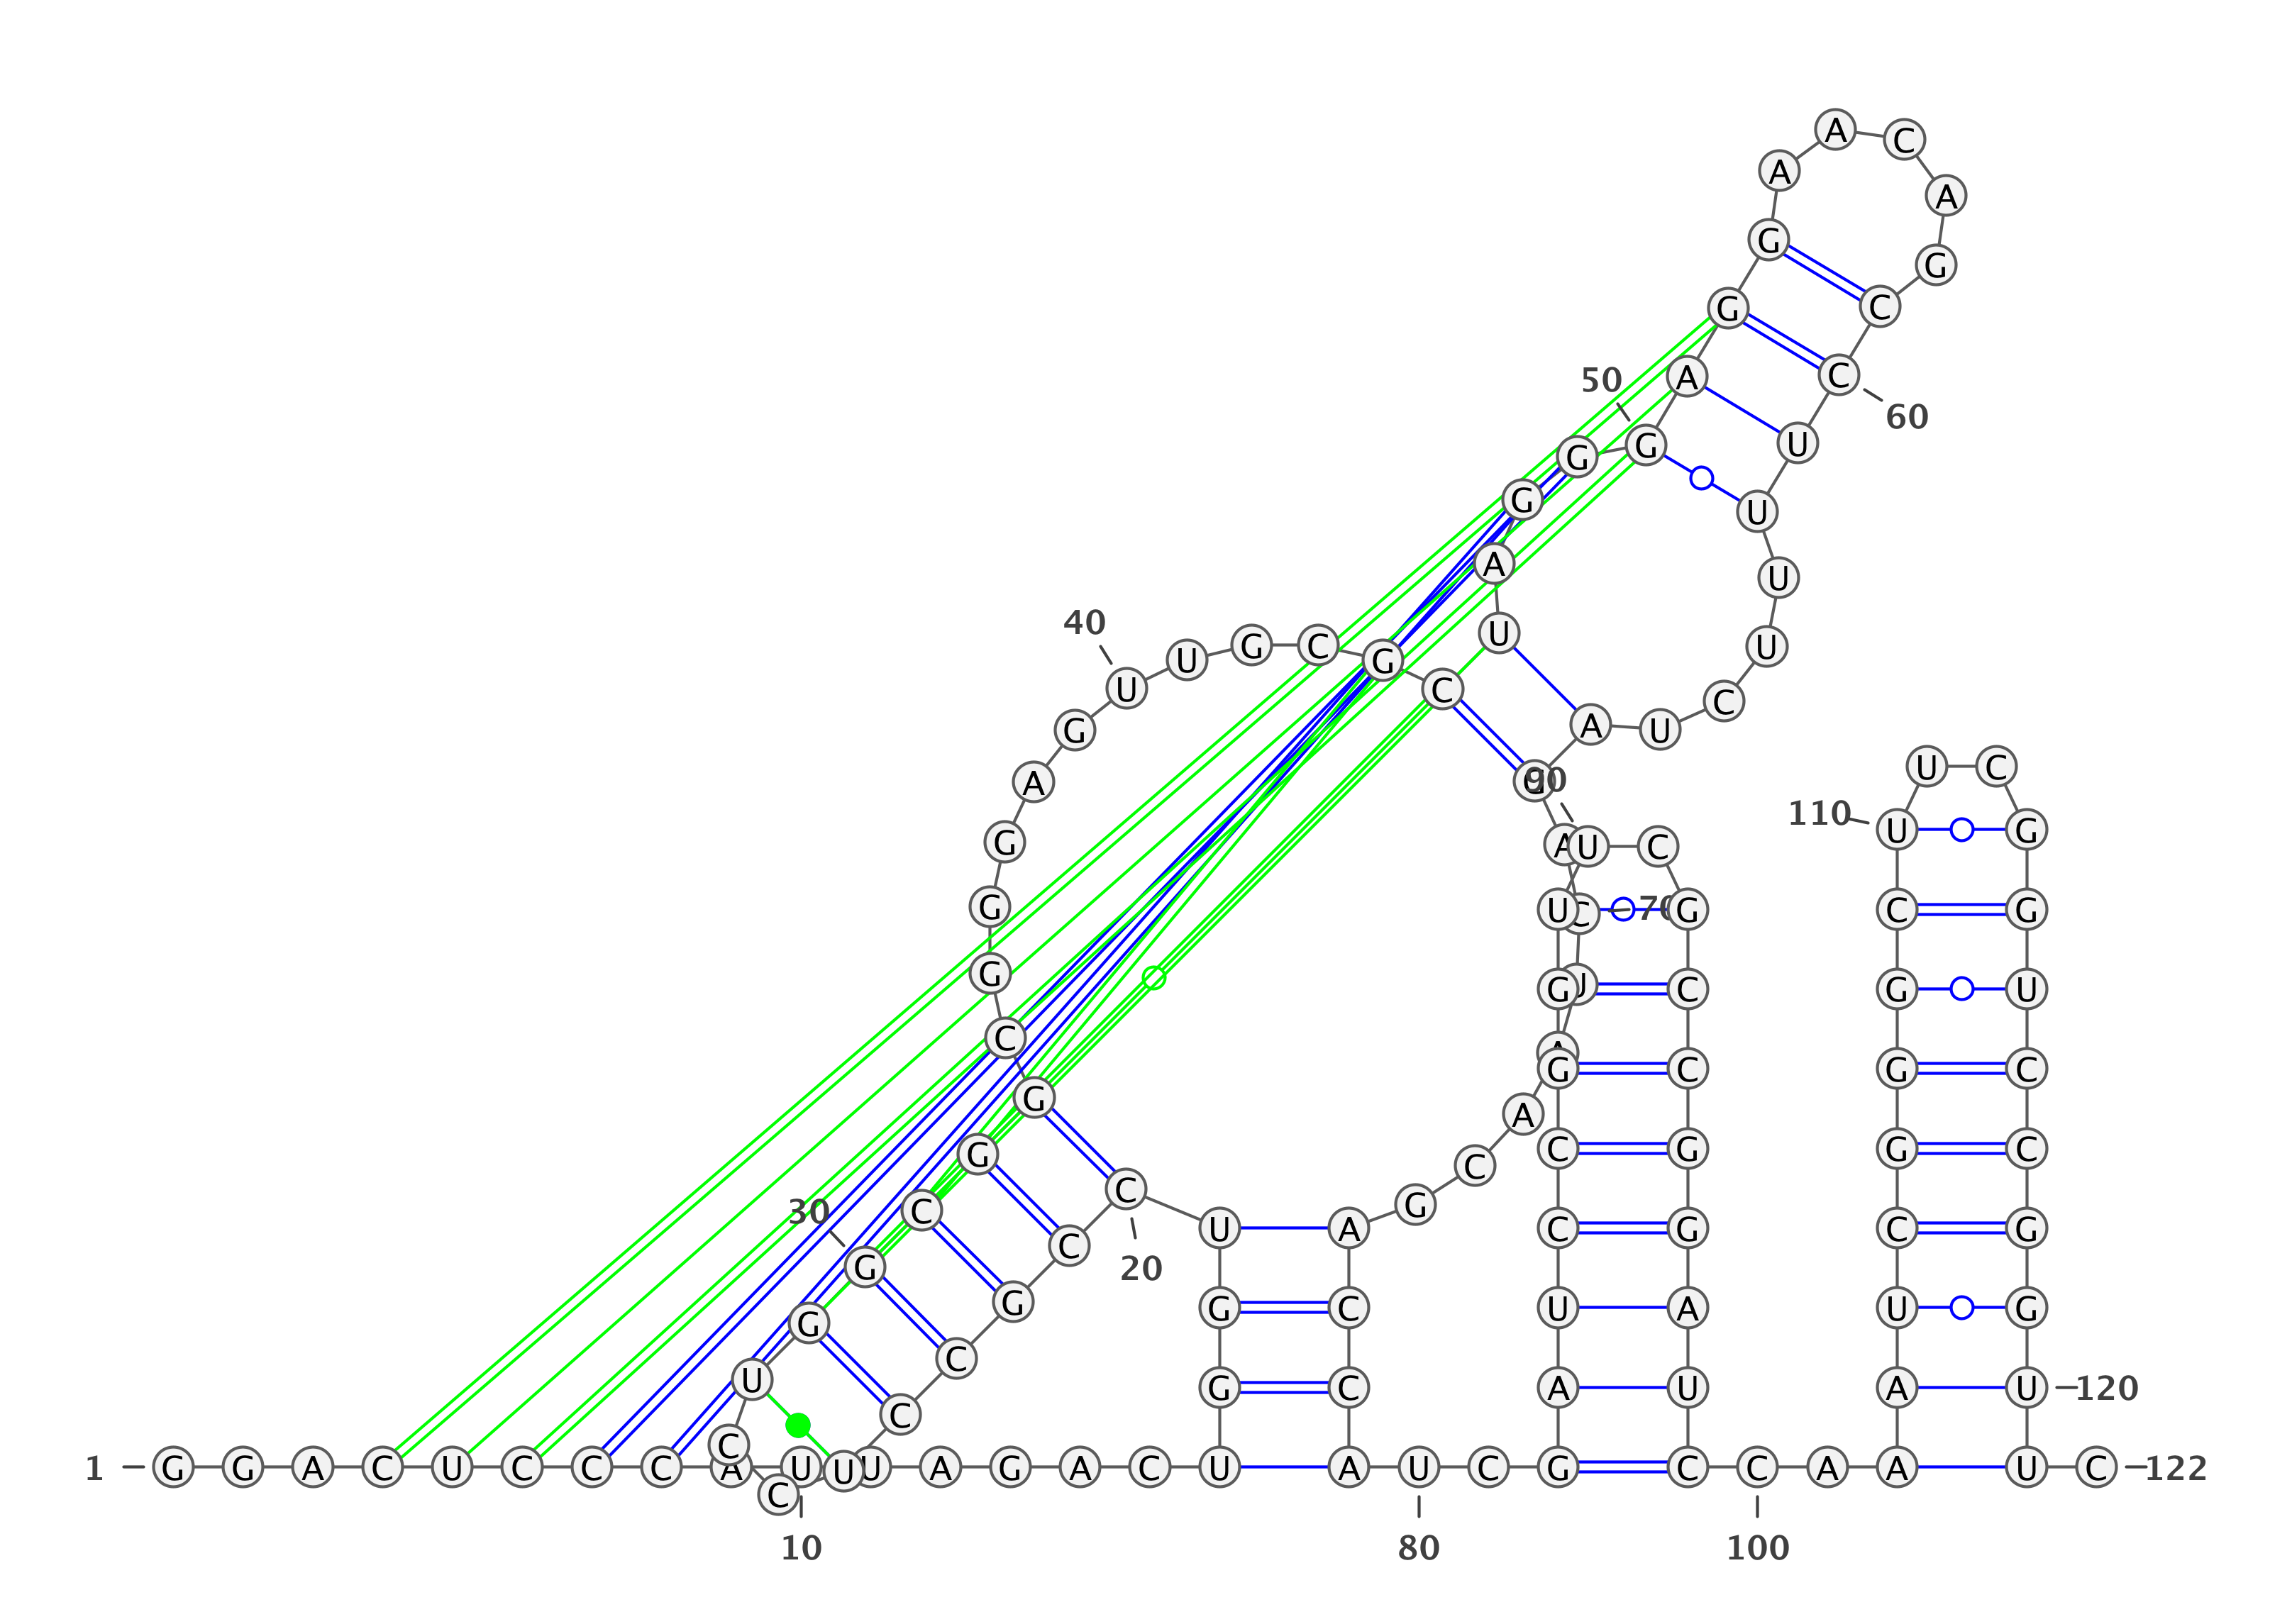 A C
A
A
G
G
G C
50 A C
60
G G U
G U
A U
40 U
U G C G U
U C C
G A U
U C
A G 90
110 U G
G A U C
G U C 70 G C G
G G U C G U
C A
G C G C
G A
G C C G G C
C
30 C G
U A C G C G
C
G 20
G G C U A U G
G
C
U G C A U A U 120
C
C
1 G G A C U C C C A U U U A G A C U A U C G C C A A A U C 122
C
10 80 100